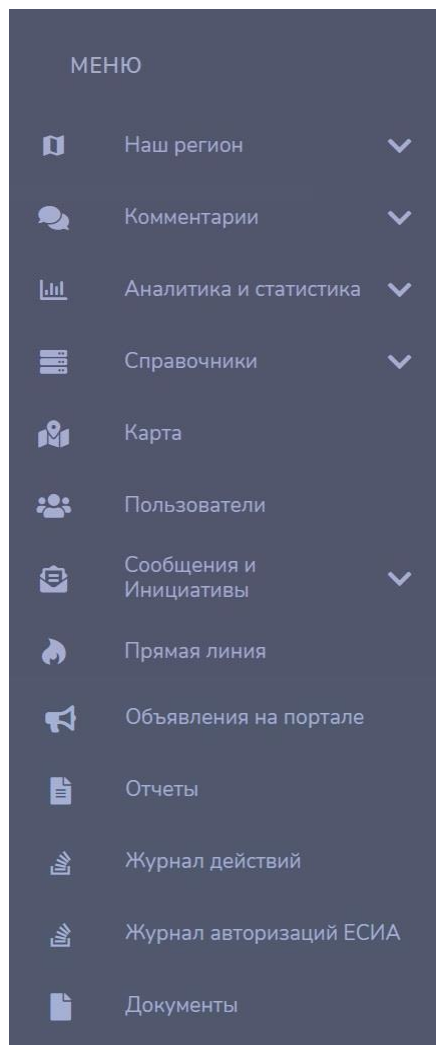 МЕНЮ
Наш регион
Комментарии
Аналитика и статистика
Справочники
Карта
Пользователи
Сообщения и
Инициативы
Прямая линия
Объявления на портале
Отчеты
Журнал действий
Журнал авторизаций ЕСИА
Документы